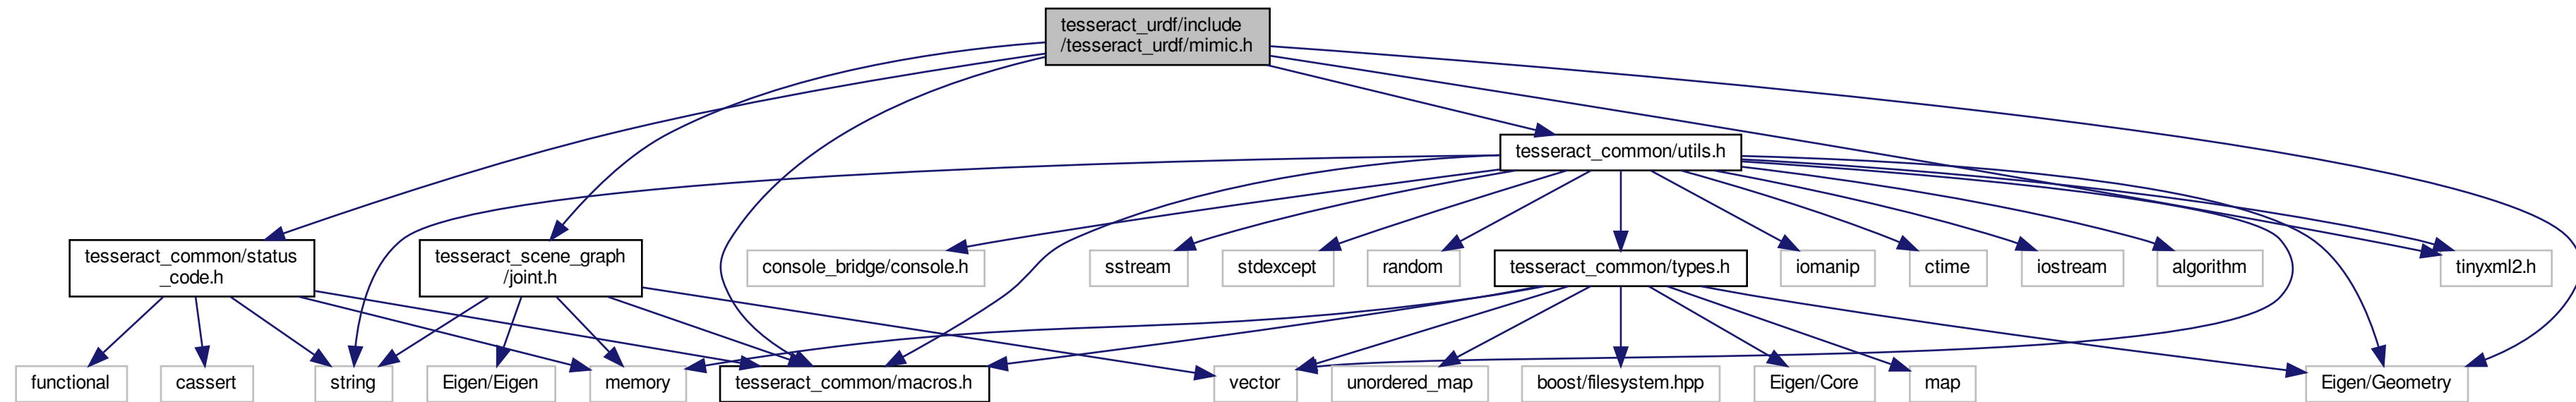 tesseract_urdf/include
/tesseract_urdf/mimic.h
tesseract_common/utils.h
tesseract_common/status
_code.h
tesseract_scene_graph
/joint.h
console_bridge/console.h
sstream
stdexcept
random
tesseract_common/types.h
iomanip
ctime
iostream
algorithm
tinyxml2.h
functional
cassert
string
Eigen/Eigen
memory
tesseract_common/macros.h
vector
unordered_map
boost/filesystem.hpp
Eigen/Core
map
Eigen/Geometry